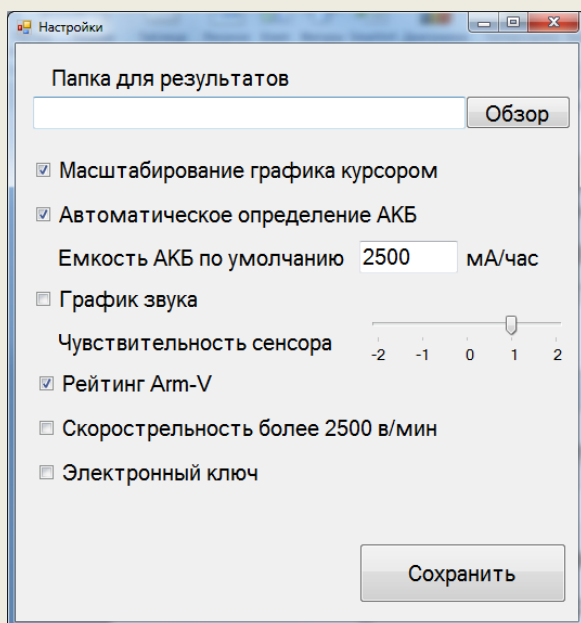 Настройки
Папка для результатов
Обзор
Масштабирование графика курсором
Автоматическое определение АКБ
Емкость АКБ по умолчанию 2500 мА/час
График звука
Чувствительность сенсора
-2 -1 0 1 2
Рейтинг Arm-V
Скорострельность более 2500 в/мин
Электронный ключ
Сохранить